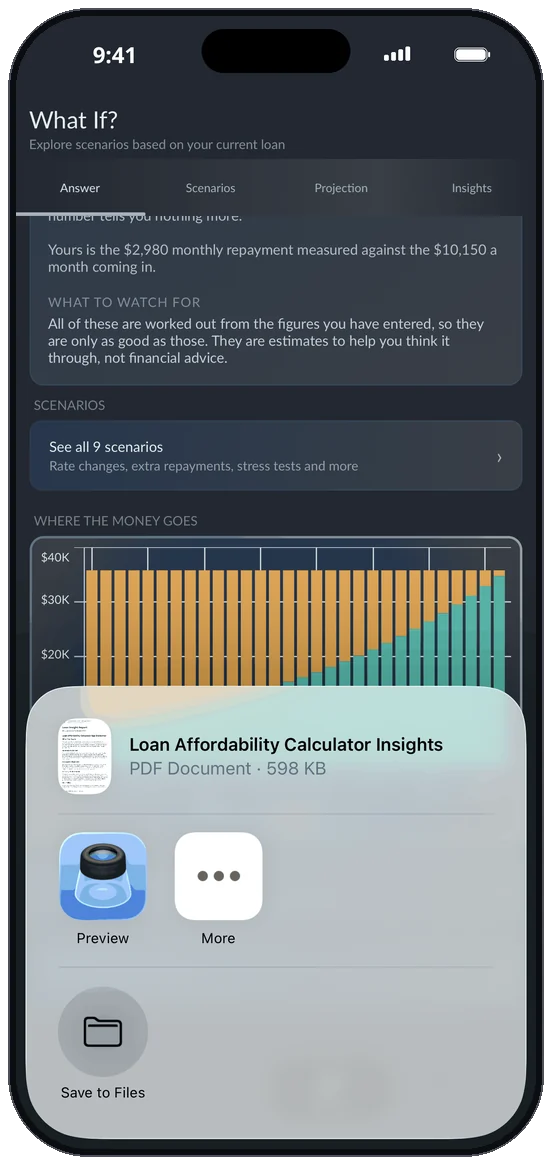 9:41
What If?
Explore scenarios based on your current loan
Answer
Scenarios
Projection
Insights
number tells you nothing more.
Yours is the $2,980 monthly repayment measured against the $10,150 a
month coming in.
WHAT TO WATCH FOR
All of these are worked out from the figures you have entered, so they
are only as good as those. They are estimates to help you think it
through, not financial advice.
SCENARIOS
See all 9 scenarios
Rate changes, extra repayments, stress tests and more
WHERE THE MONEY GOES
$40K
$30K
$20K
Loan Affordability Calculator Insights
PDF Document · 598 KB
Preview
More
Save to Files